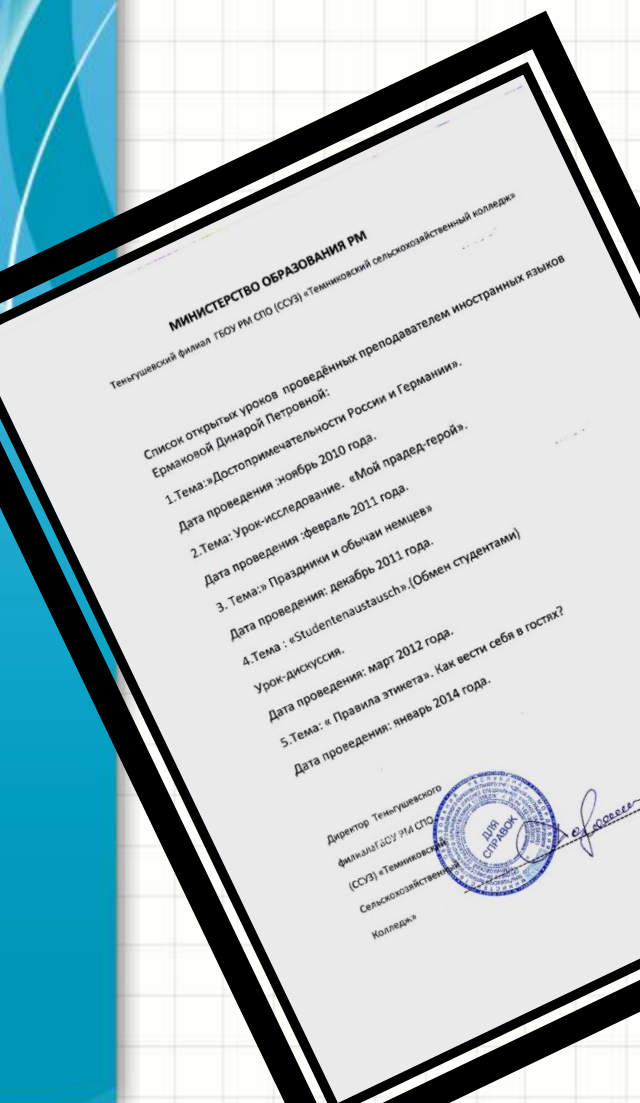 МИНИСТЕРСТВО ОБРАЗОВАНИЯ РМ
Теньгушевский филиал ГБОУ РМ СПО (ССУЗ) «Темниковский сельскохозяйственный колледж»
Список открытых уроков проведённых преподавателем иностранных языков
Ермаковой Динарой Петровной:
1.Тема:»Достопримечательности России и Германии».
Дата проведения :ноябрь 2010 года.
2.Тема: Урок-исследование. «Мой прадед-герой».
Дата проведения :февраль 2011 года.
3. Тема:» Праздники и обычаи немцев»
Дата проведения: декабрь 2011 года.
4.Тема : «Studentenaustausch».(Обмен студентами)
Урок-дискуссия.
Дата проведения: март 2012 года.
5.Тема: « Правила этикета». Как вести себя в гостях?
Дата проведения: январь 2014 года.
Директор Теньгушевского
филиала ГБОУ РМ СПО
(ССУЗ) «Темниковский
Сельскохозяйственный
Колледж»
ДЛЯ
СПРАВОК